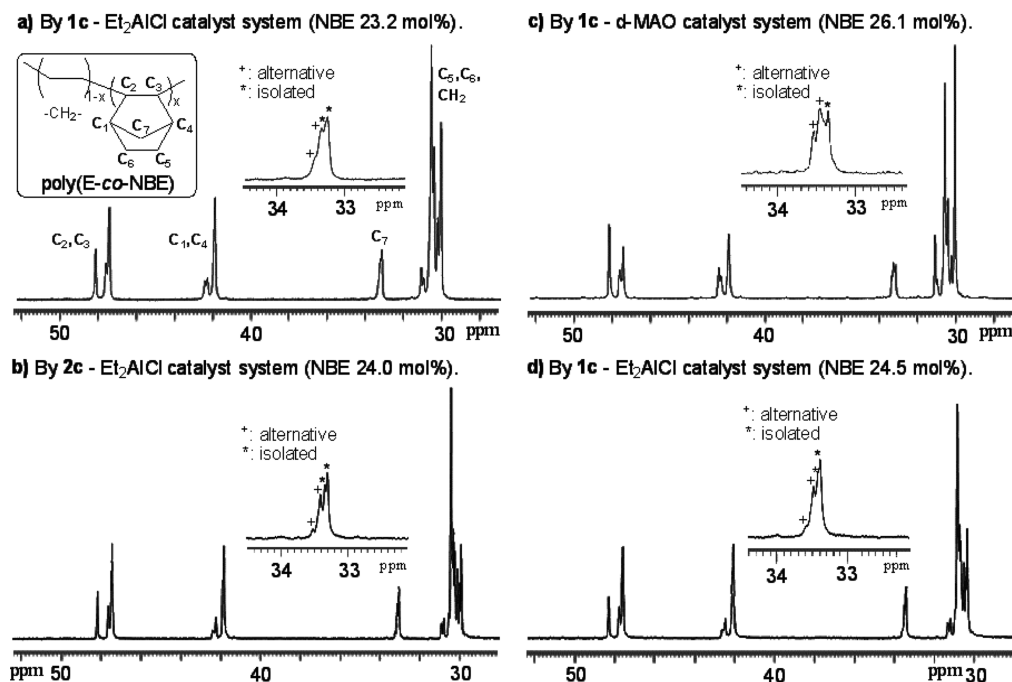 a) By 1c - Et₂AlCl catalyst system (NBE 23.2 mol%).
C₂ C₃
1-x x
-CH₂-
C₁ C₇ C₄
C₆ C₅
poly(E-co-NBE)
+: alternative
*: isolated
+ + * *
34 33 ppm
C₅,C₆,
CH₂
C₂,C₃
C₁,C₄
C₇
50 40 30 ppm
c) By 1c - d-MAO catalyst system (NBE 26.1 mol%).
+: alternative
*: isolated
+ + * *
34 33 ppm
50 40 30 ppm
b) By 2c - Et₂AlCl catalyst system (NBE 24.0 mol%).
+: alternative
*: isolated
+ + * *
34 33 ppm
ppm 50 40 30
d) By 1c - Et₂AlCl catalyst system (NBE 24.5 mol%).
+: alternative
*: isolated
+ + * *
34 33 ppm
50 40 ppm 30